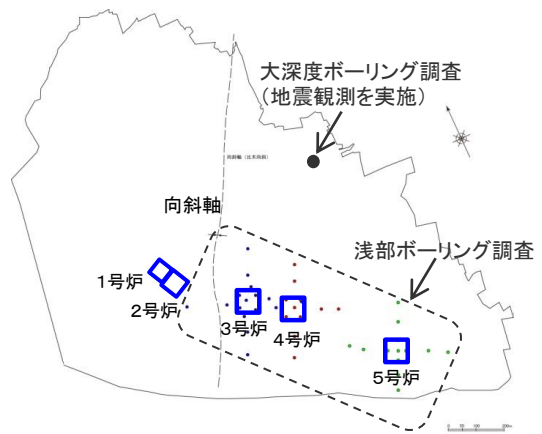 大深度ボーリング調査
（地震観測を実施）
向斜軸
浅部ボーリング調査
1号炉
2号炉
3号炉
4号炉
5号炉